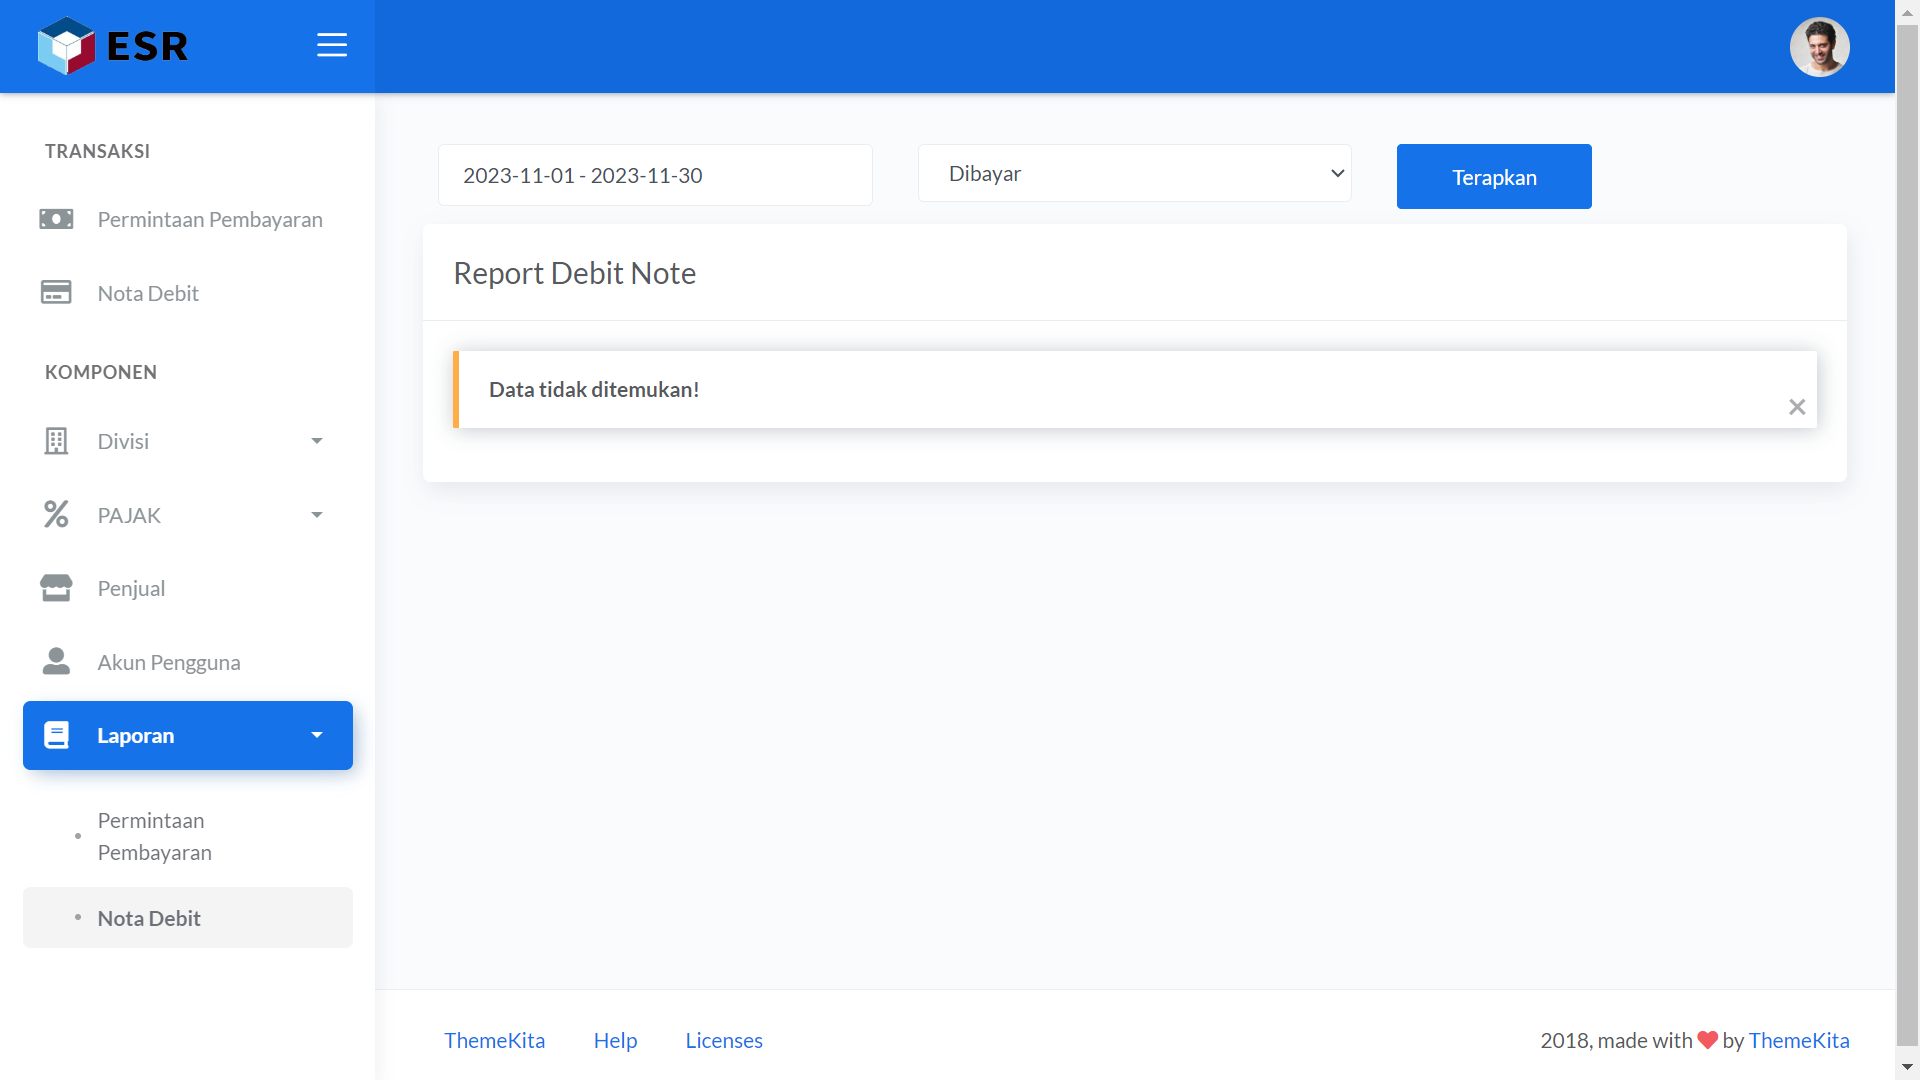 ESR
TRANSAKSI
Permintaan Pembayaran
Nota Debit
KOMPONEN
Divisi
PAJAK
Penjual
Akun Pengguna
Laporan
Permintaan
Pembayaran
Nota Debit
2023-11-01 - 2023-11-30
Dibayar
Terapkan
Report Debit Note
Data tidak ditemukan!
ThemeKita
Help
Licenses
2018, made with by ThemeKita